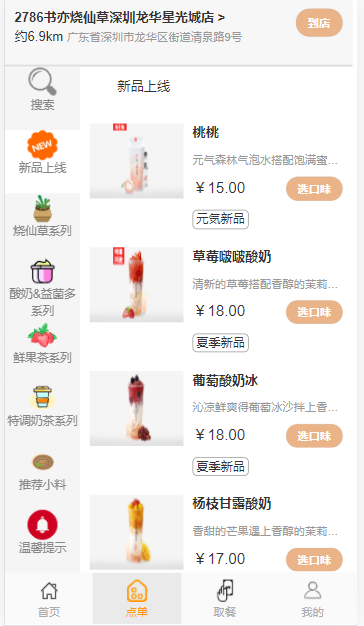 2786书亦烧仙草深圳龙华星光城店 >
到店
约6.9km 广东省深圳市龙华区街道清泉路9号
搜索
NEW
新品上线
烧仙草系列
酸奶&益菌多
系列
鲜果茶系列
特调奶茶系列
推荐小料
温馨提示
新品上线
桃桃
元气森林气泡水搭配饱满蜜...
￥15.00
选口味
元气新品
草莓啵啵酸奶
清新的草莓搭配香醇的茉莉...
￥18.00
选口味
夏季新品
葡萄酸奶冰
沁凉鲜爽得葡萄冰沙拌上香...
￥18.00
选口味
夏季新品
杨枝甘露酸奶
香甜的芒果遇上香醇的茉莉...
￥17.00
选口味
首页
点单
取餐
我的